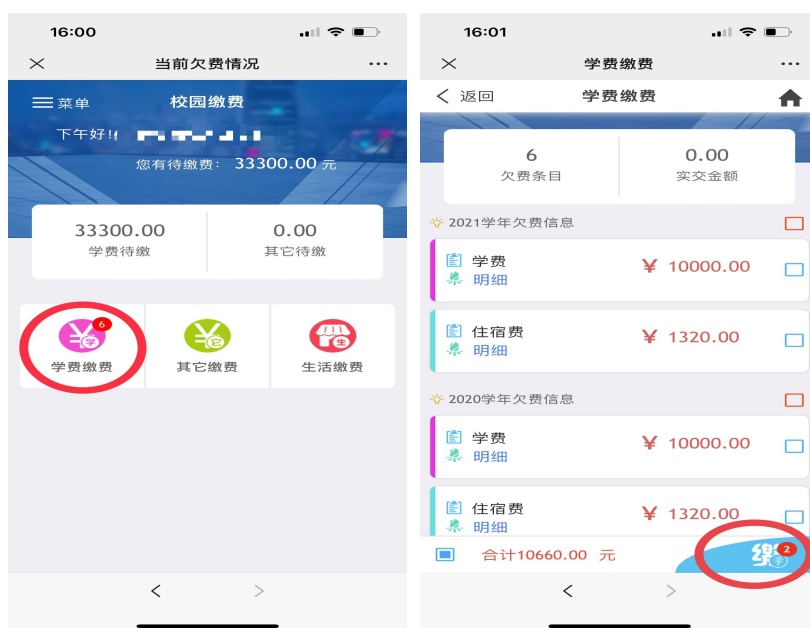 16:00
当前欠费情况
菜单
校园缴费
下午好!
您有待缴费: 33300.00 元
33300.00
学费待缴
0.00
其它待缴
6
学
它
生
学费缴费
其它缴费
生活缴费
16:01
学费缴费
返回
学费缴费
6
欠费条目
0.00
实交金额
2021学年欠费信息
学费
明细
¥ 10000.00
住宿费
明细
¥ 1320.00
2020学年欠费信息
学费
明细
¥ 10000.00
住宿费
明细
¥ 1320.00
合计10660.00 元
缴
2